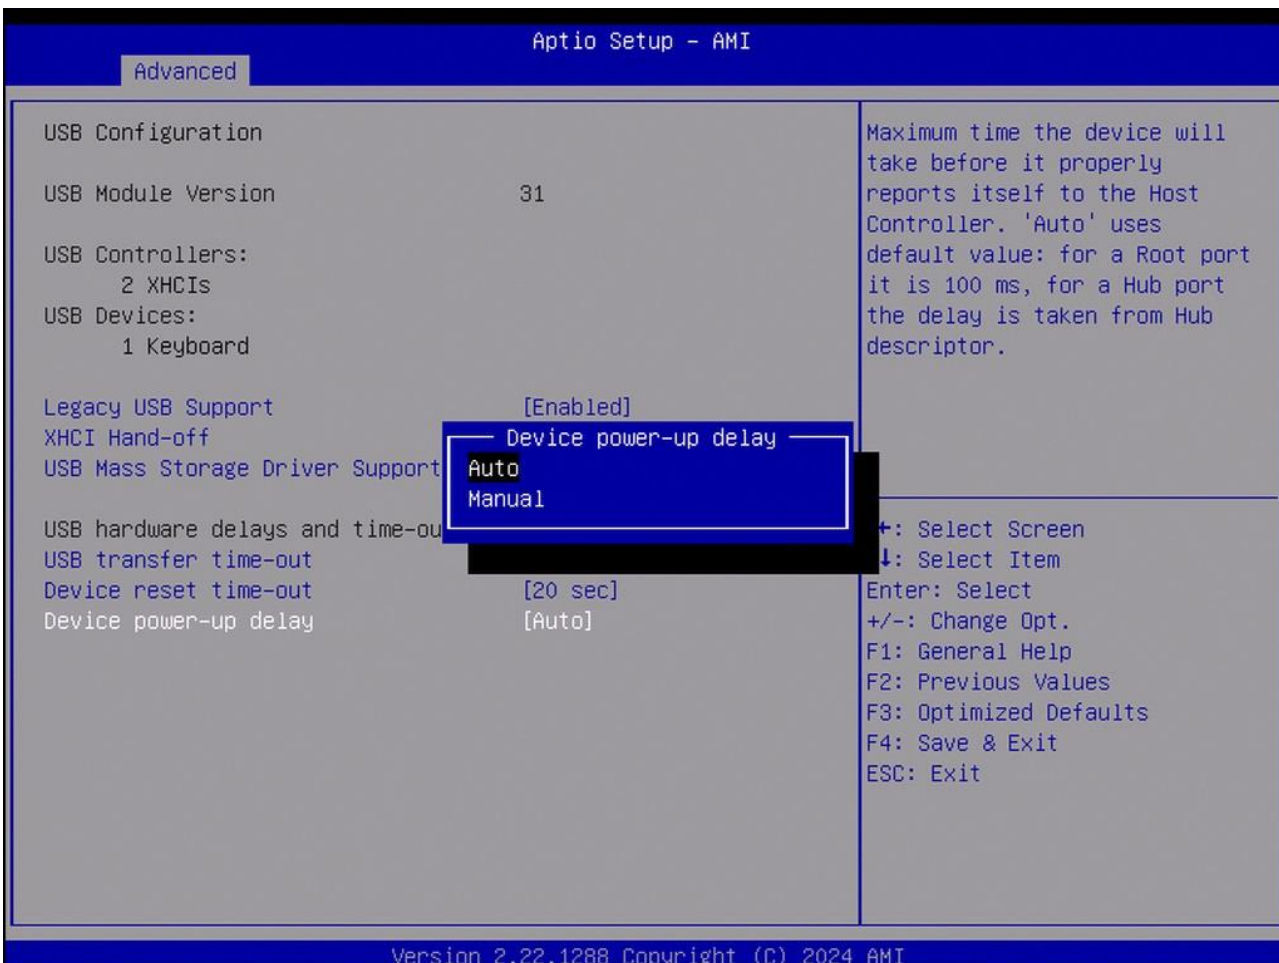 Aptio Setup - AMI
Advanced
USB Configuration
USB Module Version 31
USB Controllers:
2 XHCIs
USB Devices:
1 Keyboard
Legacy USB Support [Enabled]
XHCI Hand-off
USB Mass Storage Driver Support
USB hardware delays and time-ou
USB transfer time-out
Device reset time-out [20 sec]
Device power-up delay [Auto]
Device power-up delay
Auto
Manual
Maximum time the device will
take before it properly
reports itself to the Host
Controller. 'Auto' uses
default value: for a Root port
it is 100 ms, for a Hub port
the delay is taken from Hub
descriptor.
←: Select Screen
↓: Select Item
Enter: Select
+/-: Change Opt.
F1: General Help
F2: Previous Values
F3: Optimized Defaults
F4: Save & Exit
ESC: Exit
Version 2.22.1288 Copyright (C) 2024 AMI